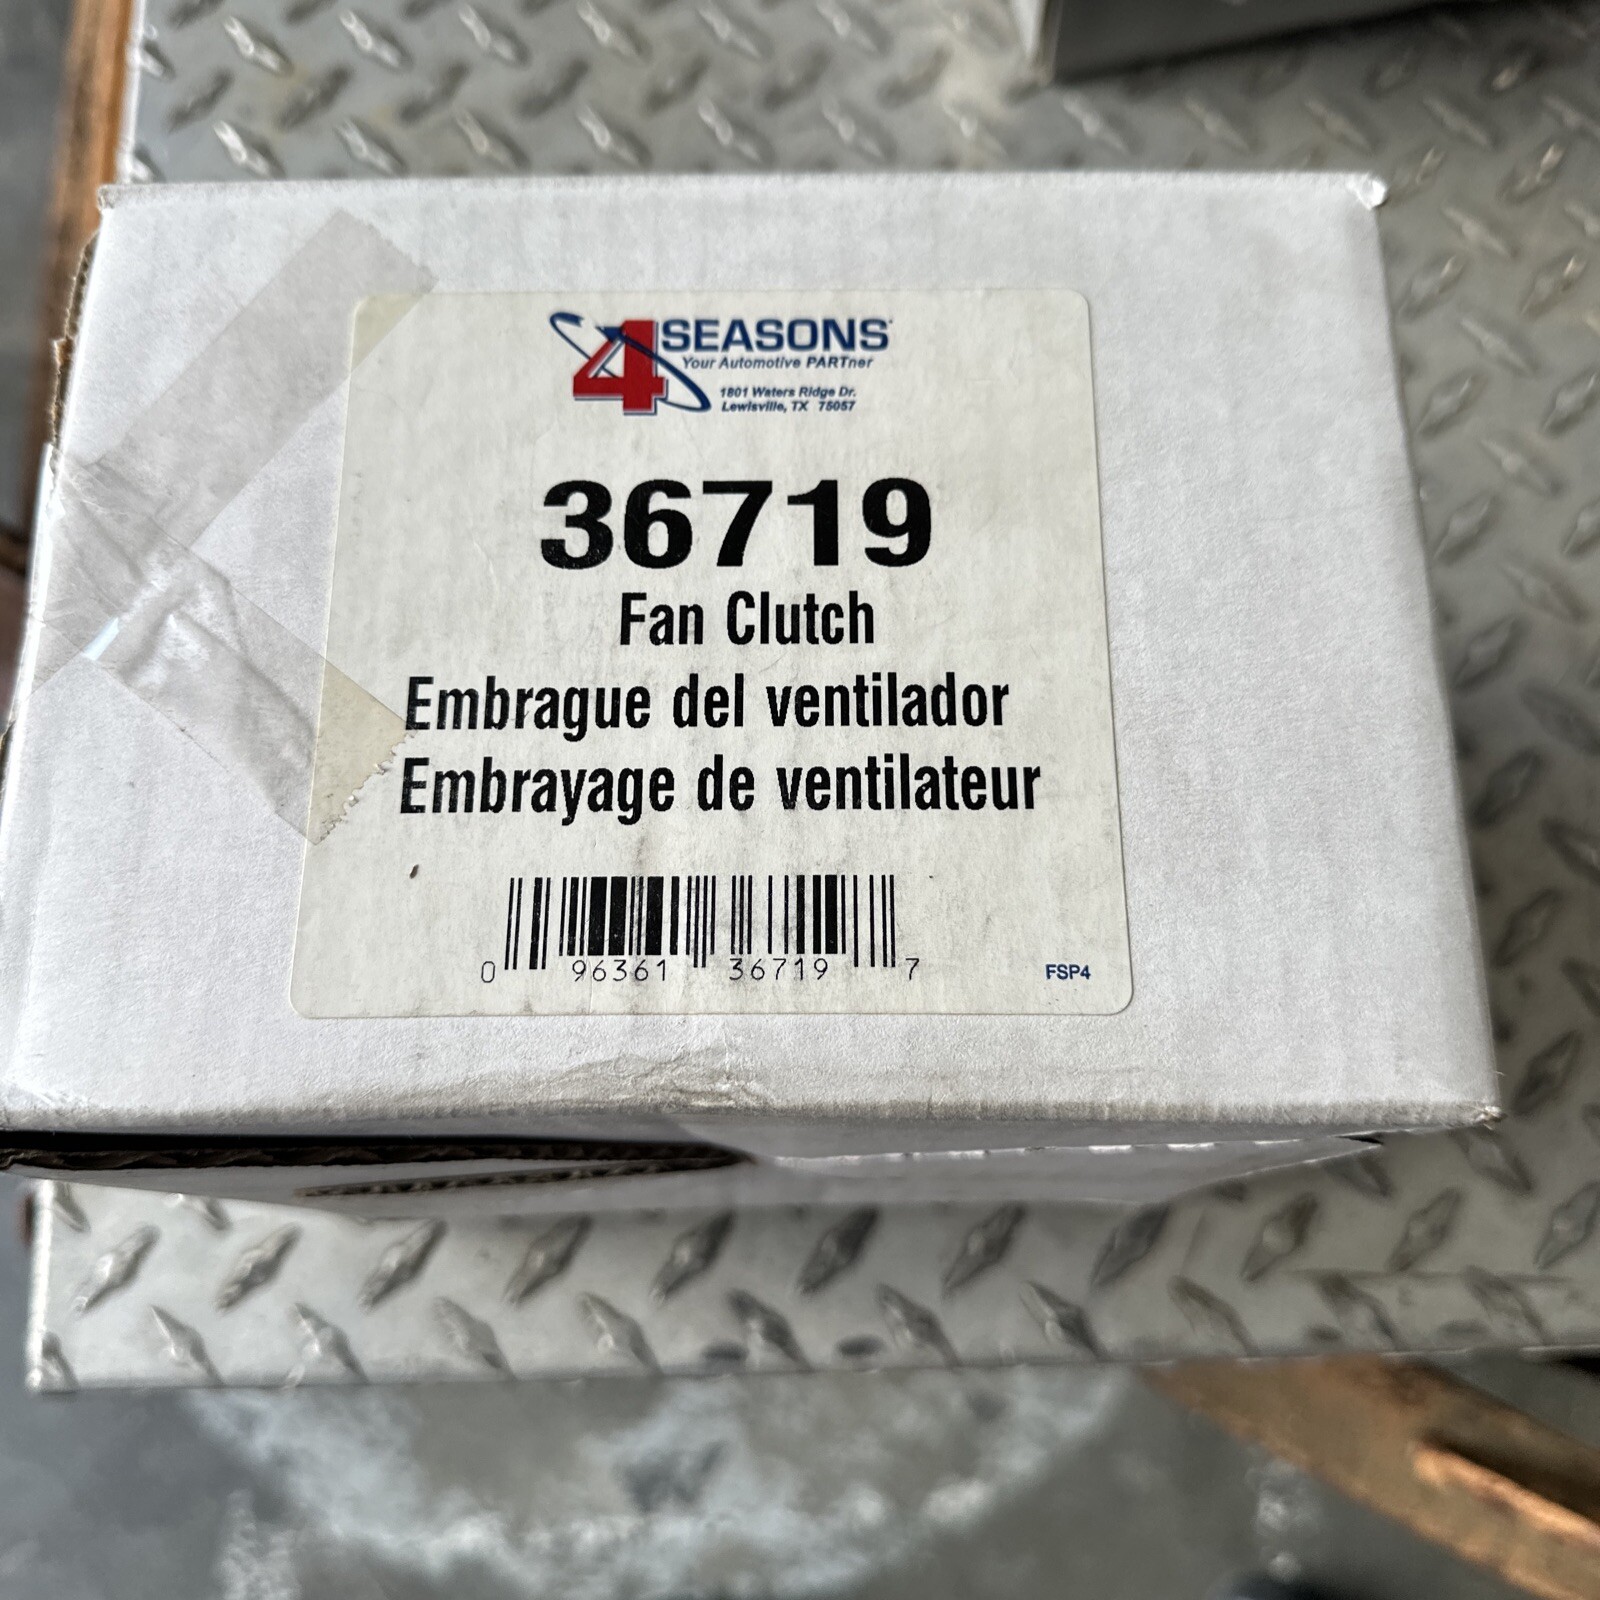 4 SEASONS
Your Automotive PARTner
1801 Waters Ridge Dr.
Lewisville, TX 75057
36719
Fan Clutch
Embrague del ventilador
Embrayage de ventilateur
0 96361 36719 7
FSP4